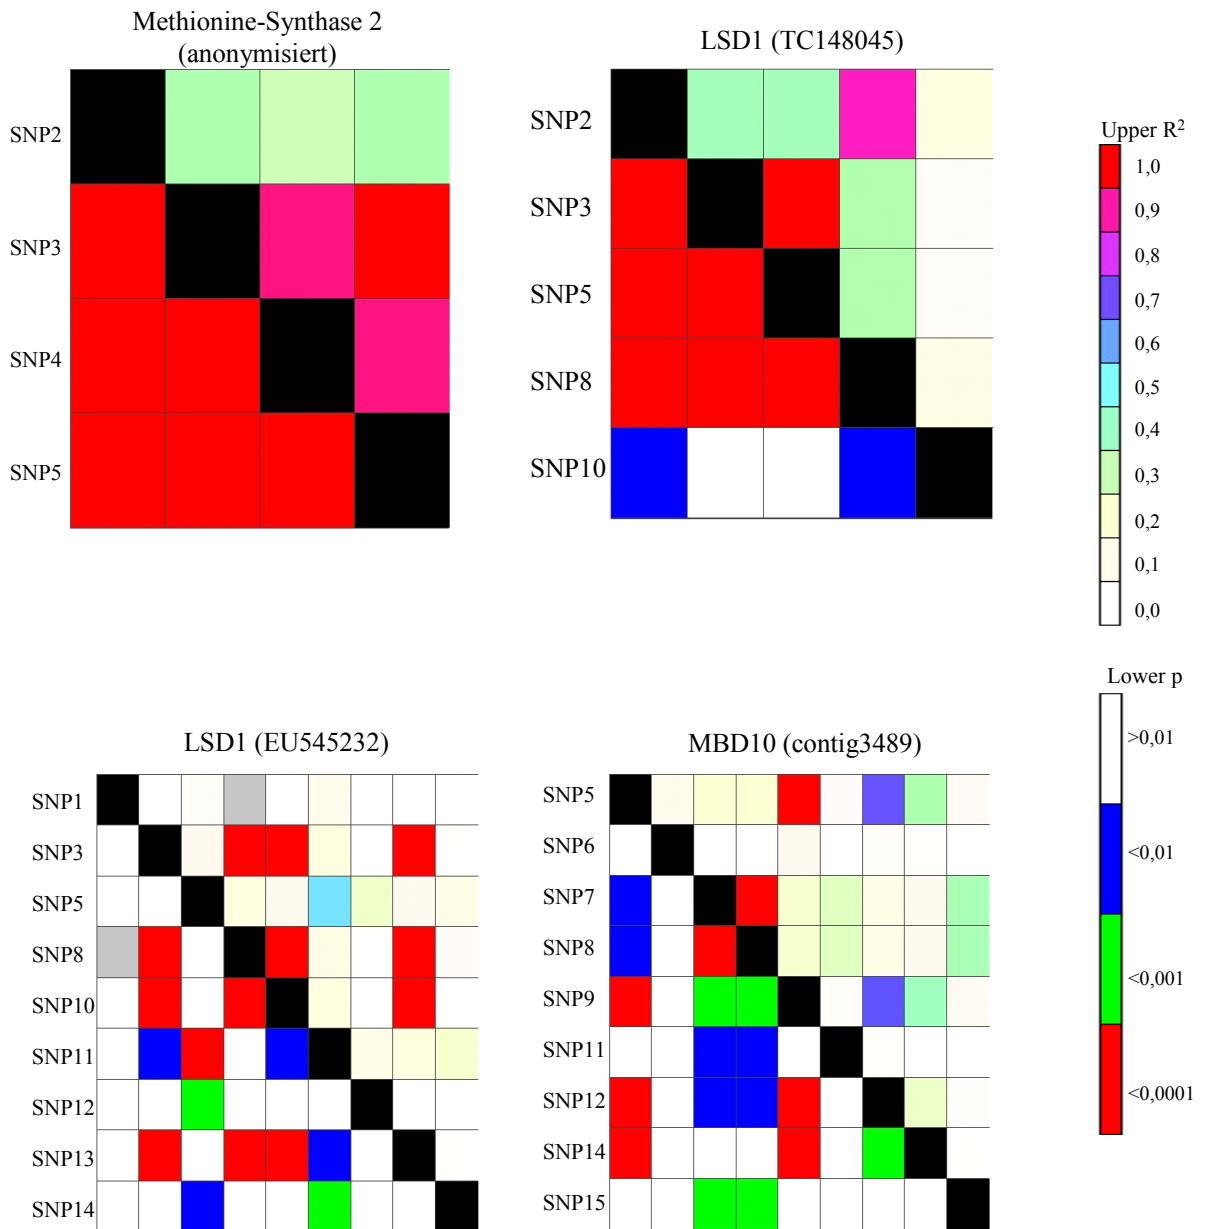 Methionine-Synthase 2
(anonymisiert)
SNP2
SNP3
SNP4
SNP5
LSD1 (TC148045)
SNP2
SNP3
SNP5
SNP8
SNP10
Upper R²
1,0
0,9
0,8
0,7
0,6
0,5
0,4
0,3
0,2
0,1
0,0
LSD1 (EU545232)
SNP1
SNP3
SNP5
SNP8
SNP10
SNP11
SNP12
SNP13
SNP14
MBD10 (contig3489)
SNP5
SNP6
SNP7
SNP8
SNP9
SNP11
SNP12
SNP14
SNP15
Lower p
>0,01
<0,01
<0,001
<0,0001